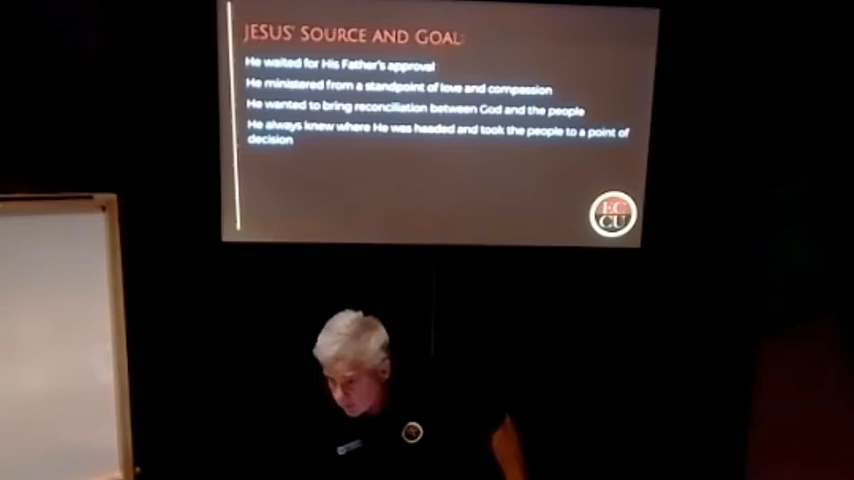 JESUS' SOURCE AND GOAL:
He waited for His Father's approval
He ministered from a standpoint of love and compassion
He wanted to bring reconciliation between God and the people
He always knew where He was headed and took the people to a point of
decision
EC
CU